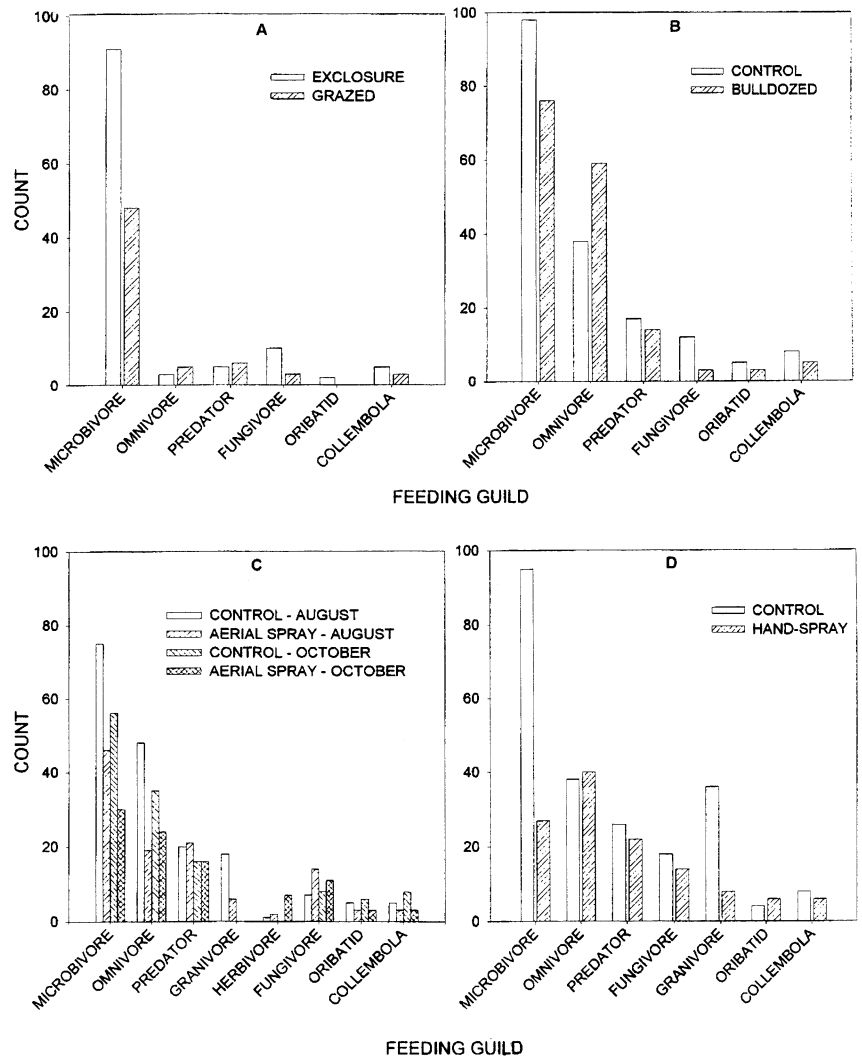 A
EXCLOSURE
GRAZED
COUNT
100
80
60
40
20
0
MICROBIVORE
OMNIVORE
PREDATOR
FUNGIVORE
ORIBATID
COLLEMBOLA
B
CONTROL
BULLDOZED
100
80
60
40
20
0
MICROBIVORE
OMNIVORE
PREDATOR
FUNGIVORE
ORIBATID
COLLEMBOLA
FEEDING GUILD
C
CONTROL - AUGUST
AERIAL SPRAY - AUGUST
CONTROL - OCTOBER
AERIAL SPRAY - OCTOBER
COUNT
100
80
60
40
20
0
MICROBIVORE
OMNIVORE
PREDATOR
GRANIVORE
HERBIVORE
FUNGIVORE
ORIBATID
COLLEMBOLA
D
CONTROL
HAND-SPRAY
100
80
60
40
20
0
MICROBIVORE
OMNIVORE
PREDATOR
FUNGIVORE
GRANIVORE
ORIBATID
COLLEMBOLA
FEEDING GUILD